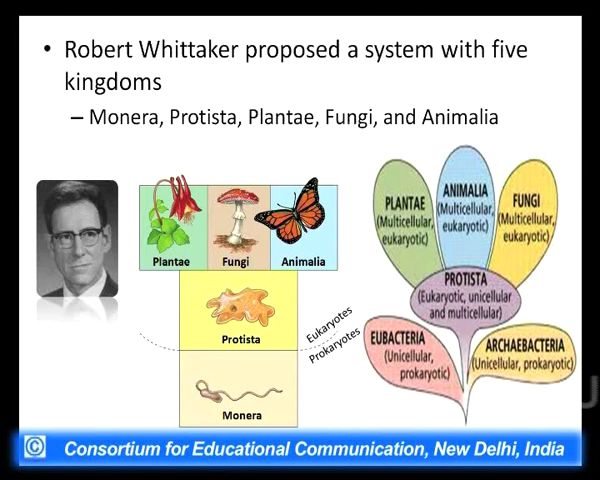 • Robert Whittaker proposed a system with five
kingdoms
– Monera, Protista, Plantae, Fungi, and Animalia
Plantae
Fungi
Animalia
Protista
Eukaryotes
Prokaryotes
Monera
PLANTAE
(Multicellular,
eukaryotic)
ANIMALIA
(Multicellular,
eukaryotic)
FUNGI
(Multicellular,
eukaryotic)
PROTISTA
(Eukaryotic, unicellular
and multicellular)
EUBACTERIA
(Unicellular,
prokaryotic)
ARCHAEBACTERIA
(Unicellular, prokaryotic)
© Consortium for Educational Communication, New Delhi, India